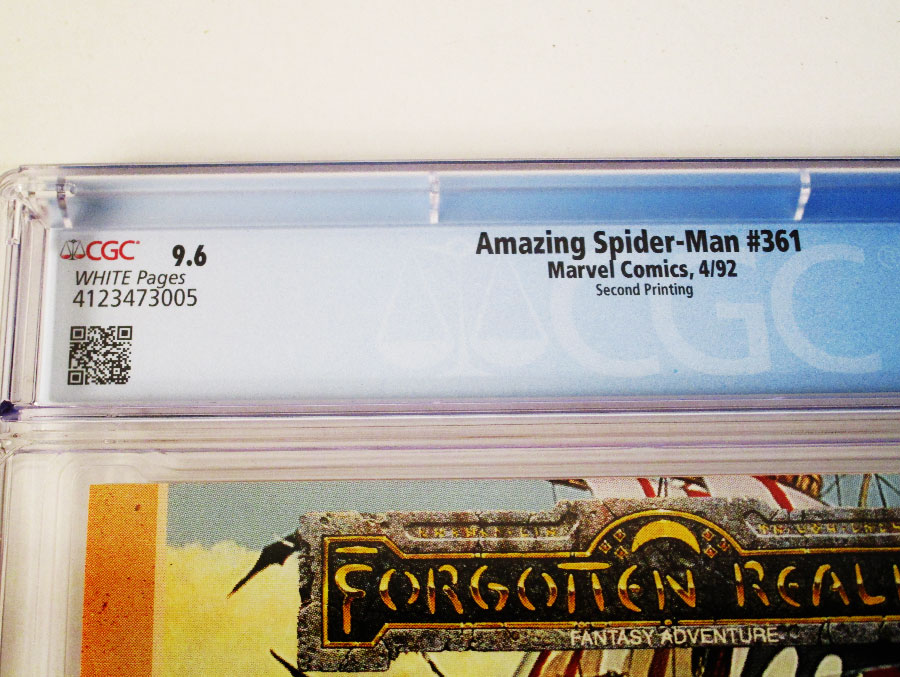 CGC 9.6
WHITE Pages
4123473005
Amazing Spider-Man #361
Marvel Comics, 4/92
Second Printing
CGC
FORGOTTEN REAL
FANTASY ADVENTURE